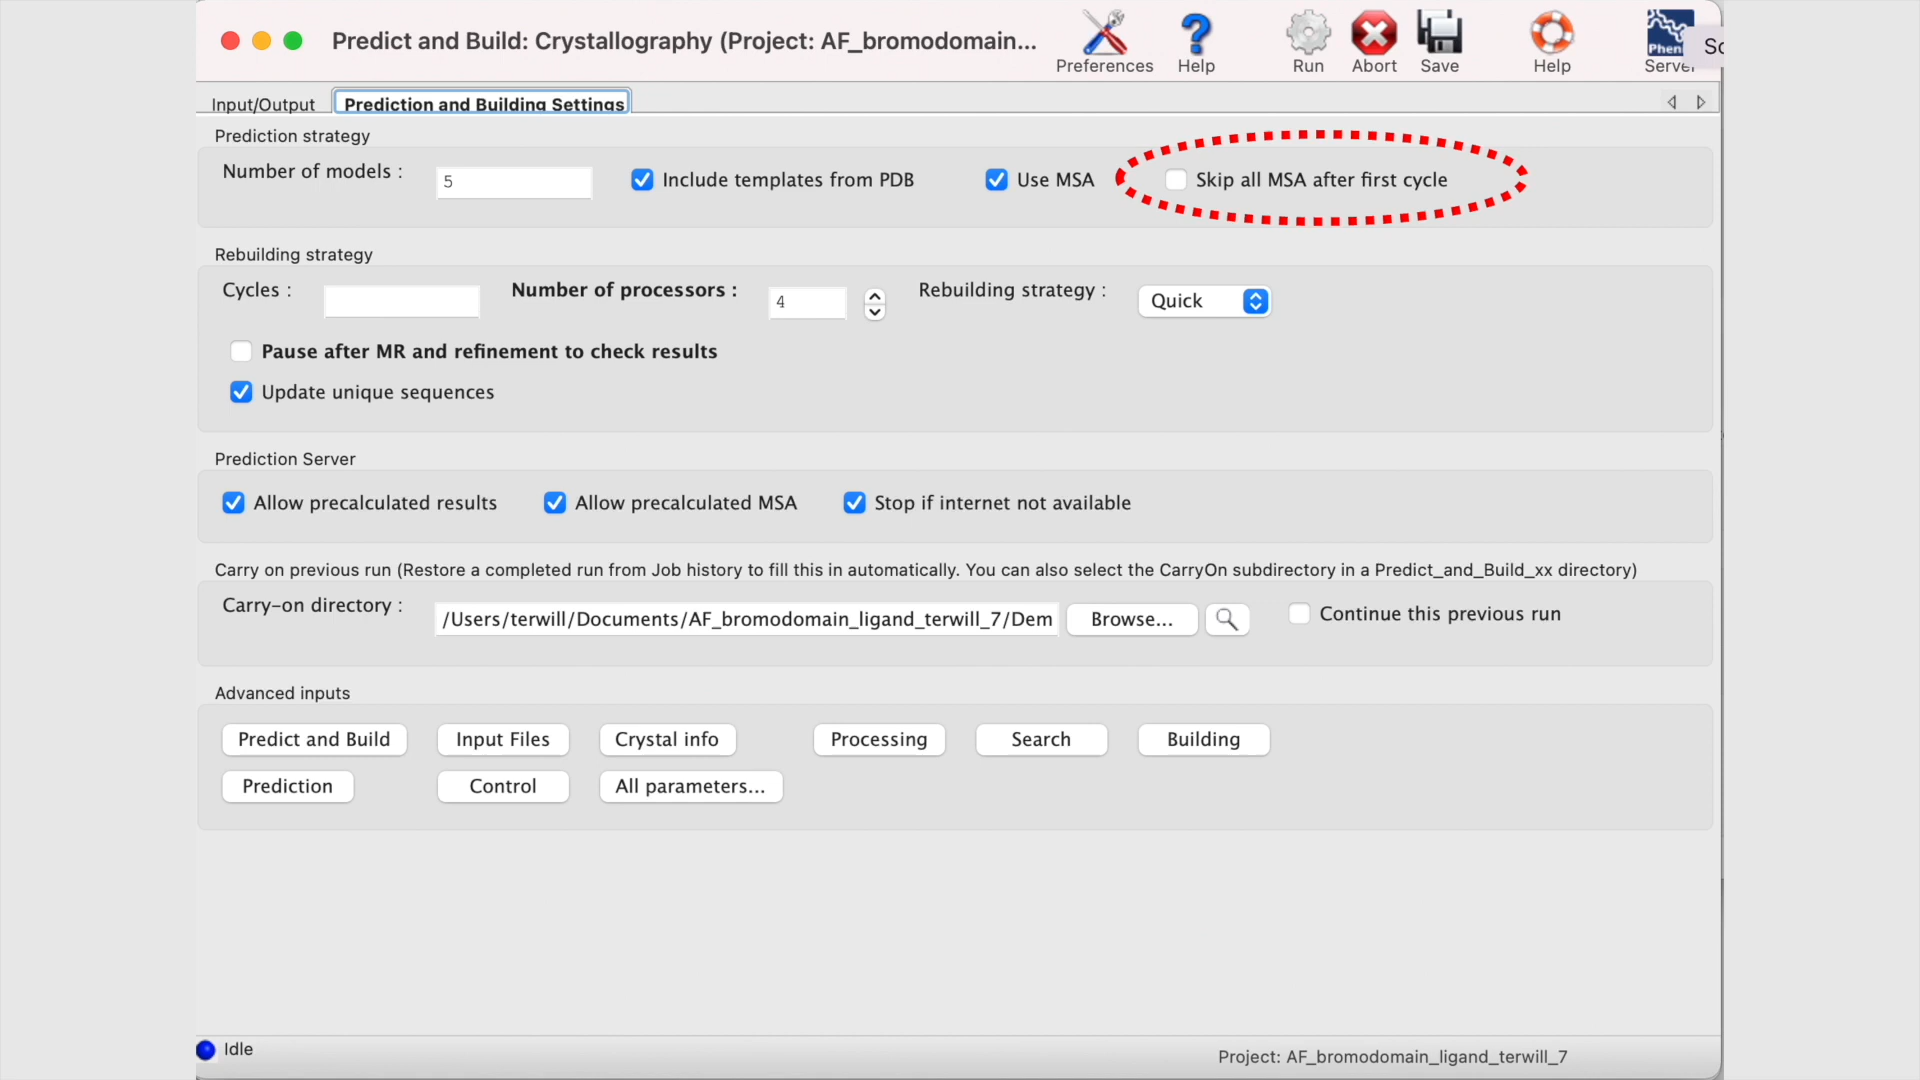 Predict and Build: Crystallography (Project: AF_bromodomain...
Preferences
Help
Run
Abort
Save
Help
Phen
Server
Sc
Input/Output
Prediction and Building Settings
Prediction strategy
Number of models :
5
Include templates from PDB
Use MSA
Skip all MSA after first cycle
Rebuilding strategy
Cycles :
Number of processors :
4
Rebuilding strategy :
Quick
Pause after MR and refinement to check results
Update unique sequences
Prediction Server
Allow precalculated results
Allow precalculated MSA
Stop if internet not available
Carry on previous run (Restore a completed run from Job history to fill this in automatically. You can also select the CarryOn subdirectory in a Predict_and_Build_xx directory)
Carry-on directory :
/Users/terwill/Documents/AF_bromodomain_ligand_terwill_7/Dem
Browse...
Continue this previous run
Advanced inputs
Predict and Build
Input Files
Crystal info
Processing
Search
Building
Prediction
Control
All parameters...
Idle
Project: AF_bromodomain_ligand_terwill_7